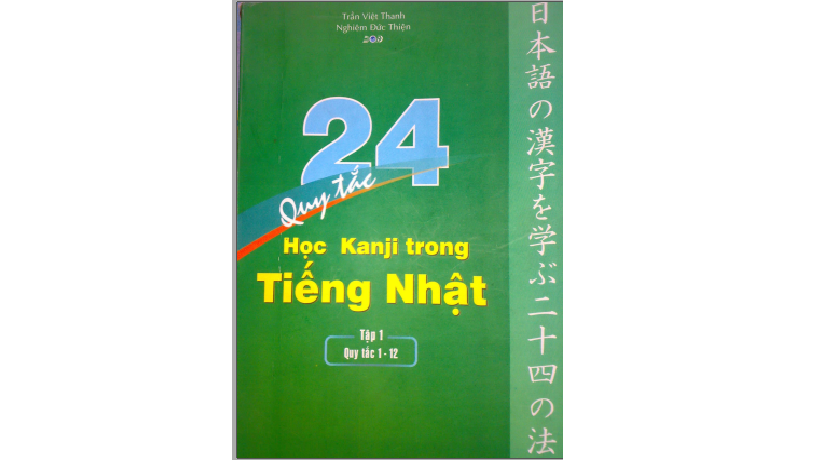 Trần Việt Thanh
Nghiêm Đức Thiện
24
Quy tắc
Học Kanji trong
Tiếng Nhật
Tập 1
Quy tắc 1 - 12
日本語の漢字を学ぶ二十四の法